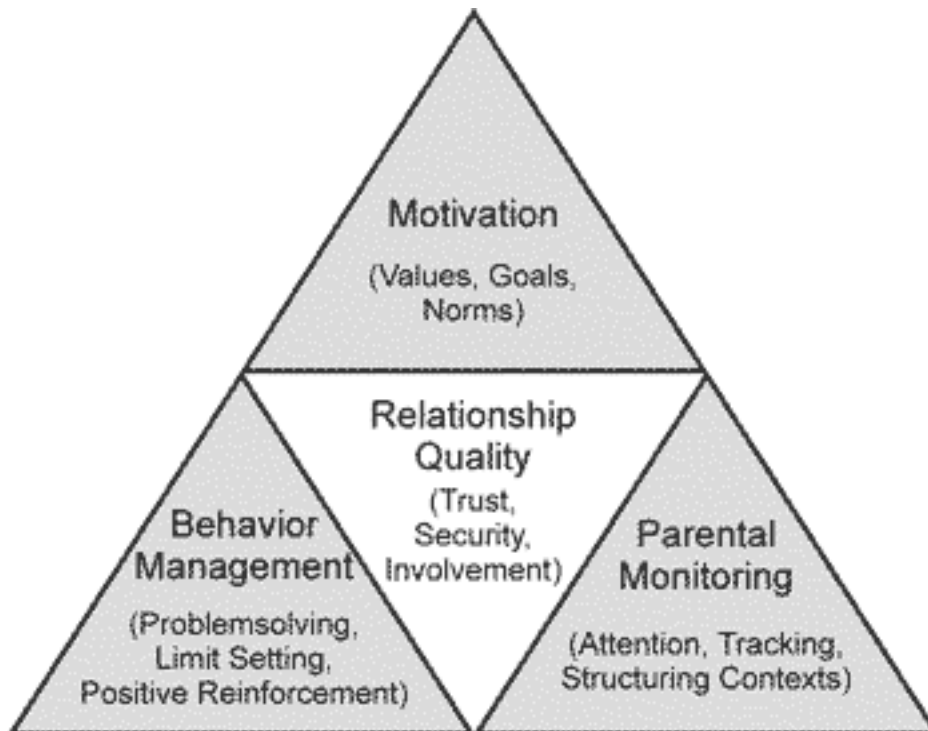 Motivation
(Values, Goals,
Norms)
Relationship
Quality
(Trust,
Security,
Involvement)
Behavior
Management
(Problemsolving,
Limit Setting,
Positive Reinforcement)
Parental
Monitoring
(Attention, Tracking,
Structuring Contexts)